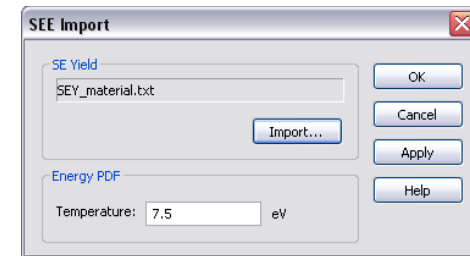 SEE Import
SE Yield
SEY_material.txt
Import...
Energy PDF
Temperature: 7.5 eV
OK
Cancel
Apply
Help